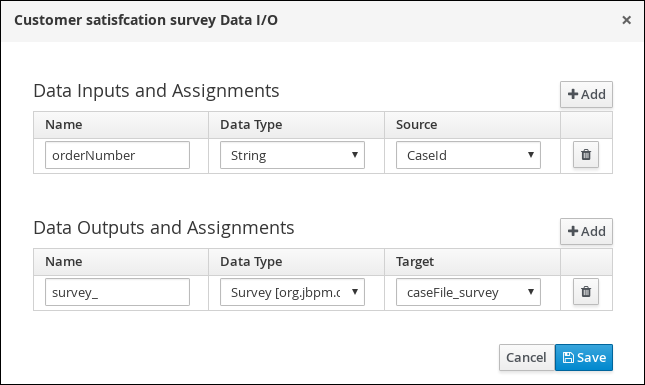 Customer satisfcation survey Data I/O ×
Data Inputs and Assignments
+ Add
Name Data Type Source
orderNumber String CaseId
Data Outputs and Assignments
+ Add
Name Data Type Target
survey_ Survey [org.jbpm.c caseFile_survey
Cancel Save